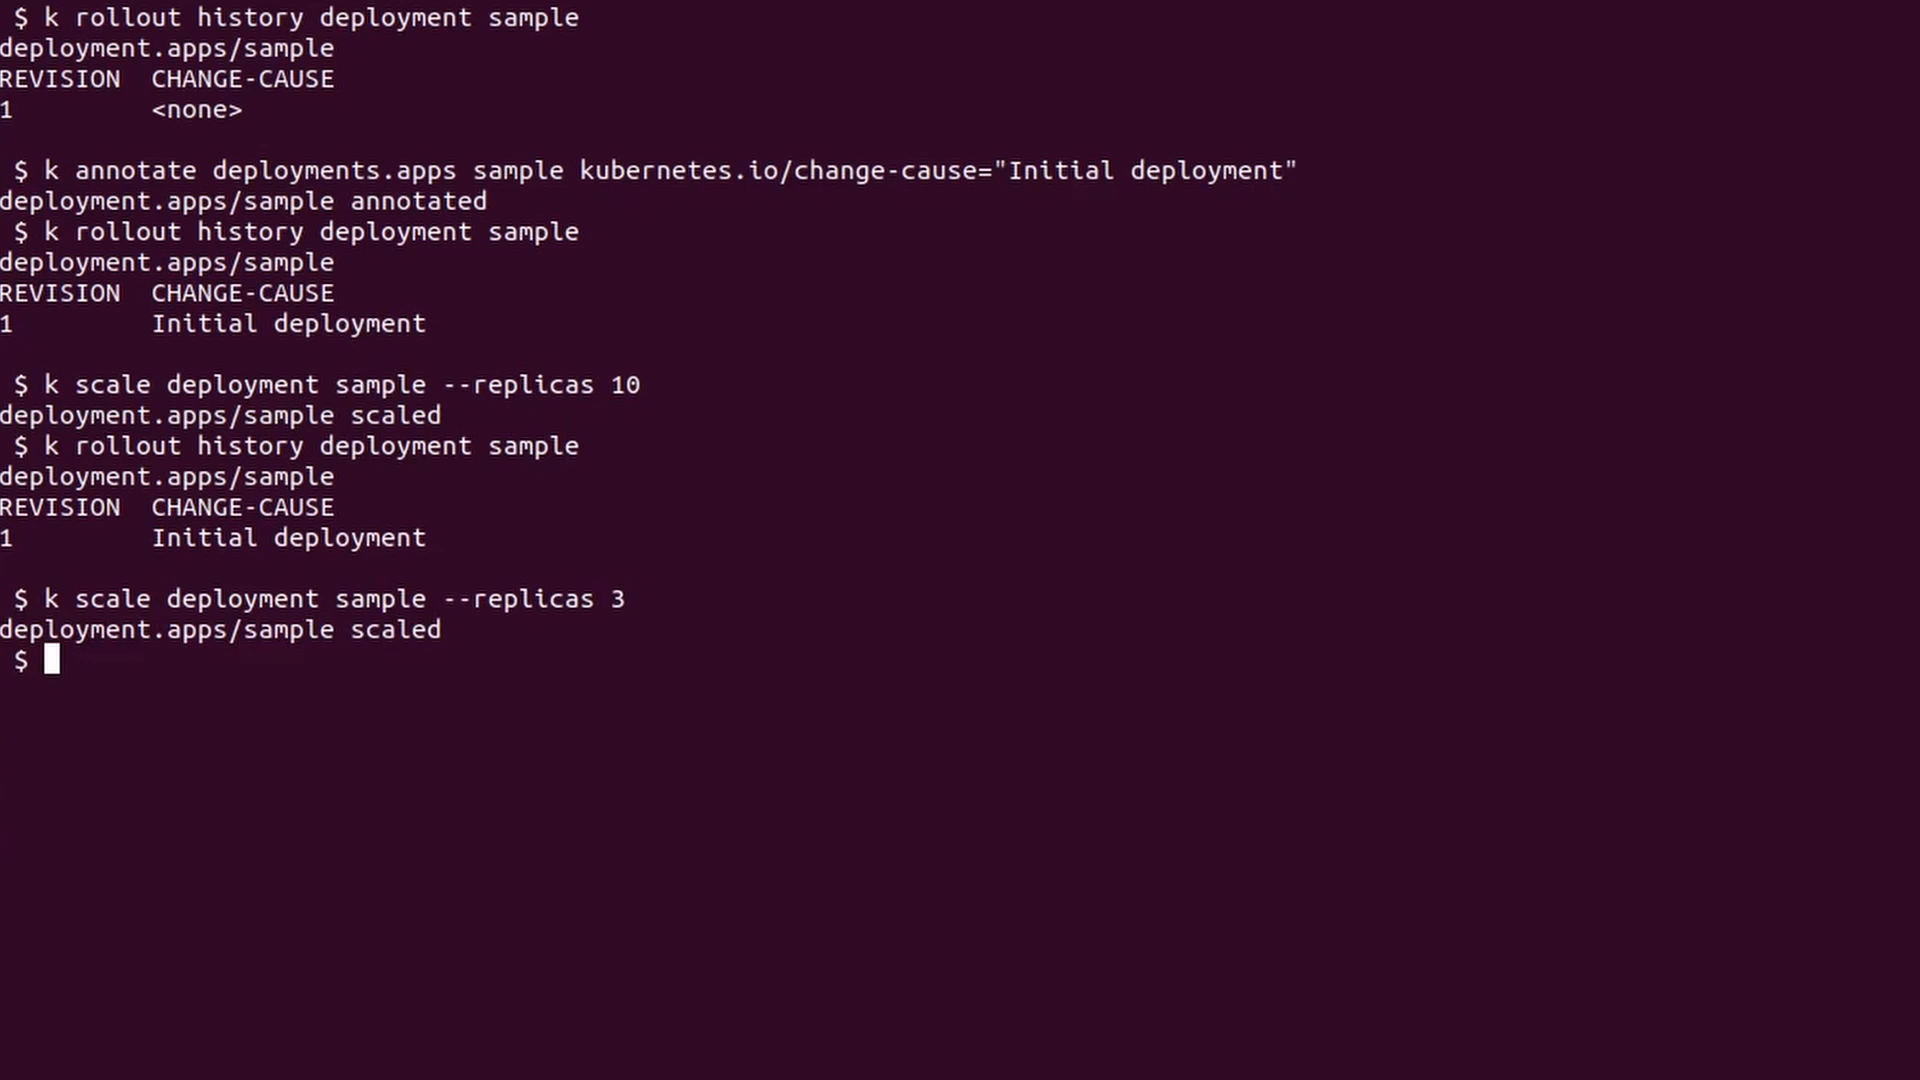 $ k rollout history deployment sample
deployment.apps/sample
REVISION  CHANGE-CAUSE
1         <none>
$ k annotate deployments.apps sample kubernetes.io/change-cause="Initial deployment"
deployment.apps/sample annotated
$ k rollout history deployment sample
deployment.apps/sample
REVISION  CHANGE-CAUSE
1         Initial deployment
$ k scale deployment sample --replicas 10
deployment.apps/sample scaled
$ k rollout history deployment sample
deployment.apps/sample
REVISION  CHANGE-CAUSE
1         Initial deployment
$ k scale deployment sample --replicas 3
deployment.apps/sample scaled
$